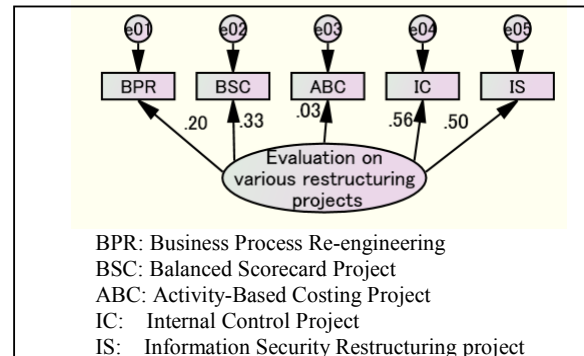 e01 e02 e03 e04 e05
BPR BSC ABC IC IS
.20 .33 .03 .56 .50
Evaluation on
various restructuring
projects
BPR: Business Process Re-engineering
BSC: Balanced Scorecard Project
ABC: Activity-Based Costing Project
IC: Internal Control Project
IS: Information Security Restructuring project